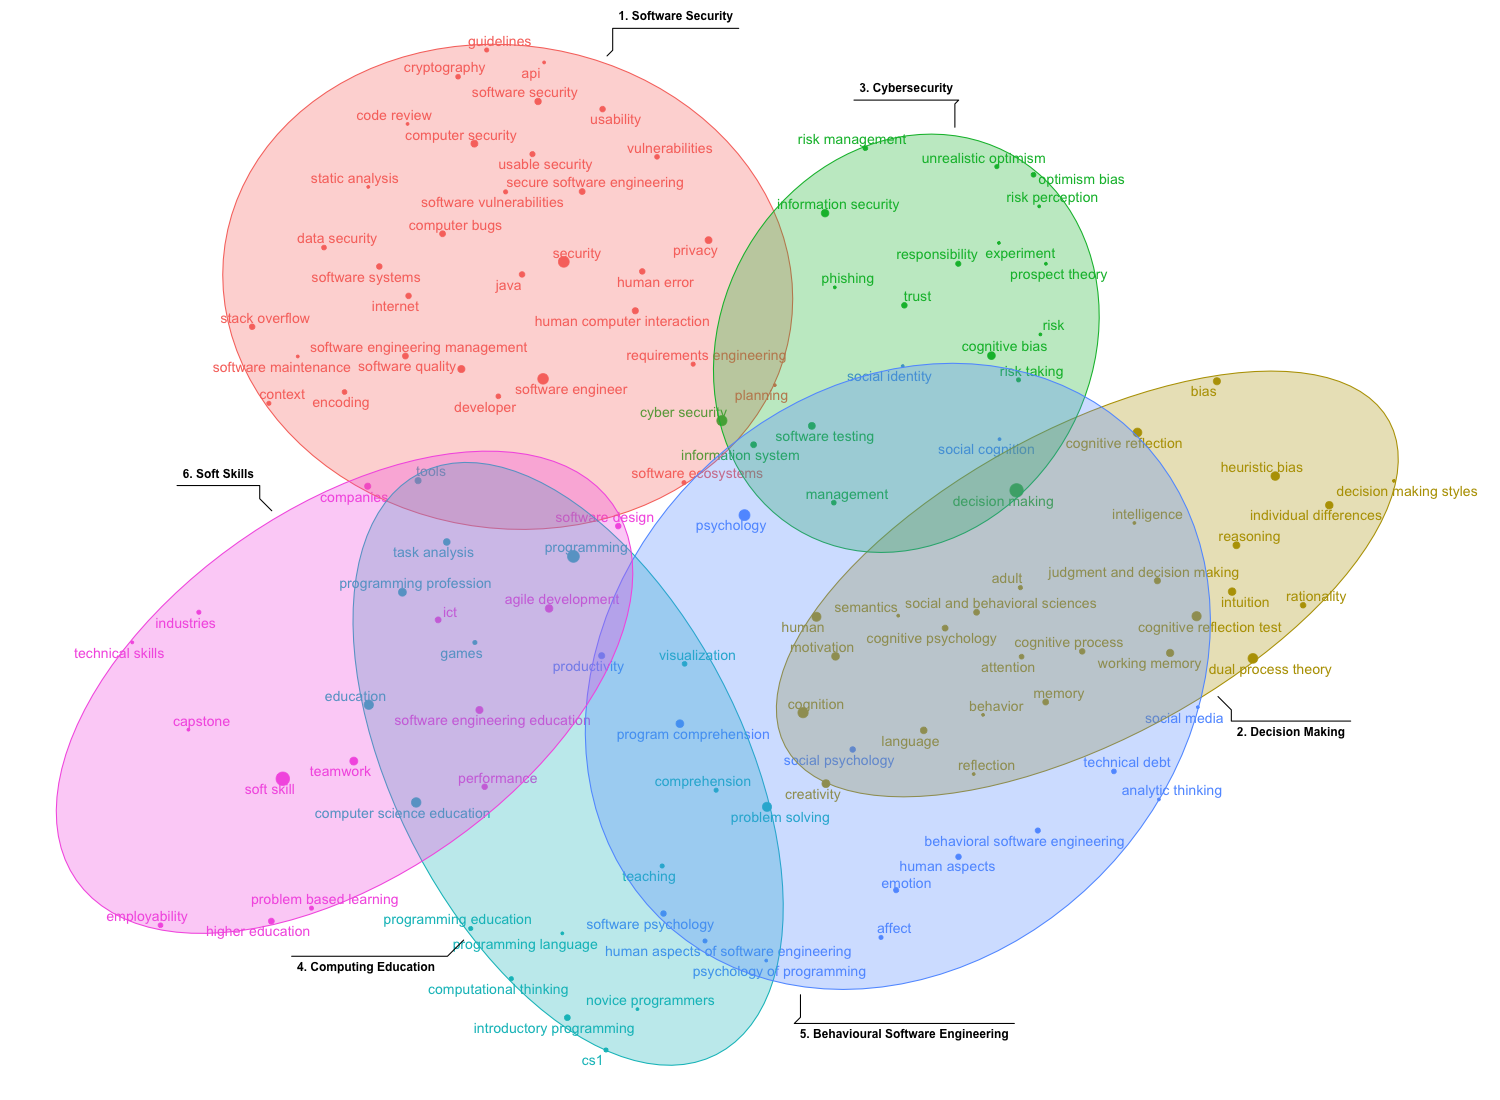 1. Software Security
guidelines
cryptography
api
software security
code review
usability
computer security
vulnerabilities
usable security
static analysis
secure software engineering
software vulnerabilities
computer bugs
data security
security
privacy
software systems
java
human error
internet
stack overflow
human computer interaction
software engineering management
requirements engineering
software maintenance
software quality
software engineer
context
encoding
developer
planning
cyber security
information system
software ecosystems
3. Cybersecurity
risk management
unrealistic optimism
optimism bias
risk perception
information security
responsibility
experiment
prospect theory
phishing
trust
risk
cognitive bias
risk taking
social identity
software testing
social cognition
management
decision making
bias
cognitive reflection
heuristic bias
decision making styles
individual differences
intelligence
reasoning
judgment and decision making
adult
intuition
rationality
semantics
social and behavioral sciences
human
cognitive psychology
cognitive reflection test
motivation
cognitive process
attention
working memory
dual process theory
cognition
memory
behavior
social media
2. Decision Making
language
social psychology
reflection
technical debt
creativity
analytic thinking
6. Soft Skills
tools
companies
software design
psychology
task analysis
programming
programming profession
agile development
ict
industries
technical skills
games
productivity
visualization
education
capstone
software engineering education
program comprehension
teamwork
soft skill
performance
comprehension
computer science education
problem solving
behavioral software engineering
human aspects
teaching
emotion
problem based learning
employability
higher education
programming education
software psychology
affect
programming language
human aspects of software engineering
4. Computing Education
psychology of programming
computational thinking
novice programmers
introductory programming
5. Behavioural Software Engineering
cs1